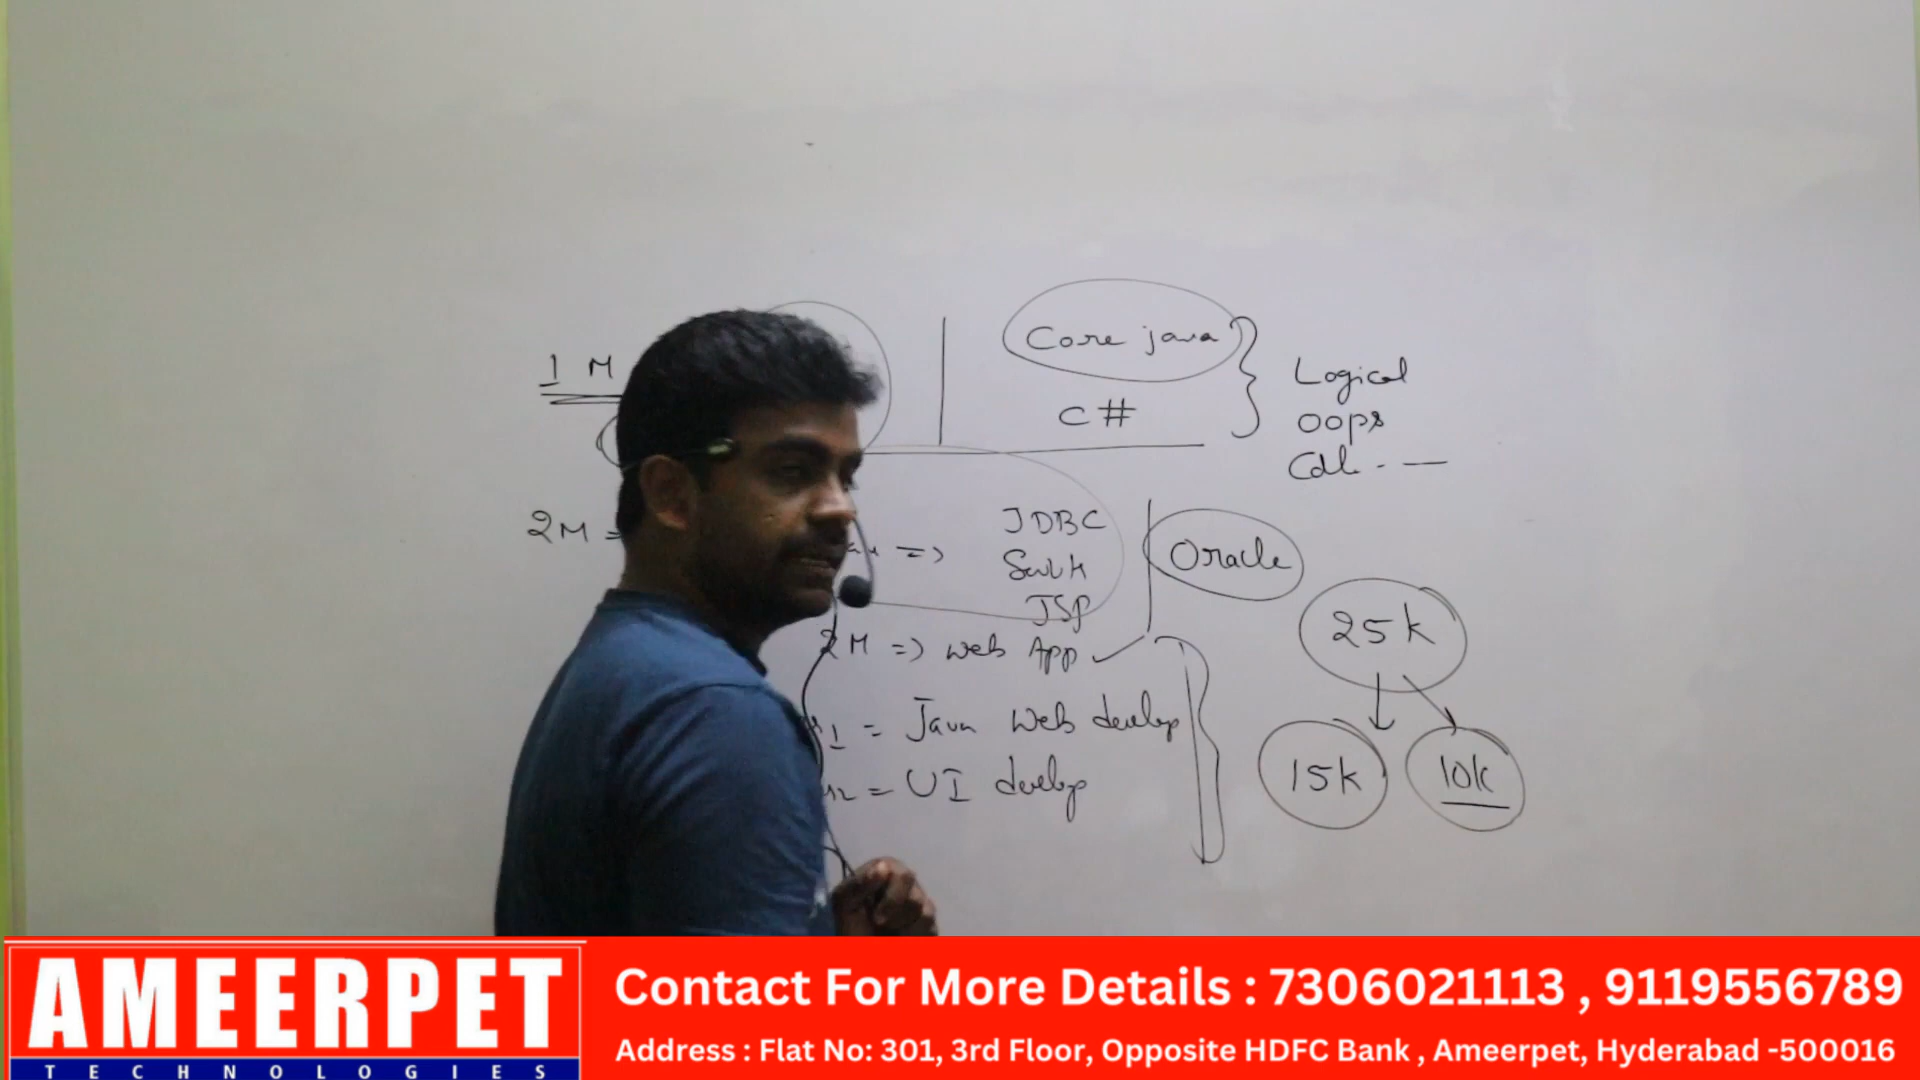 1 M
Core java
C#
Logical
oops
2M =
=> JDBC
JSP
Oracle
2M => Web App
1 = Java Web develop
= UI develop
25k
15k
10k
AMEERPET
TECHNOLOGIES
Contact For More Details : 7306021113 , 9119556789
Address : Flat No: 301, 3rd Floor, Opposite HDFC Bank , Ameerpet, Hyderabad -500016